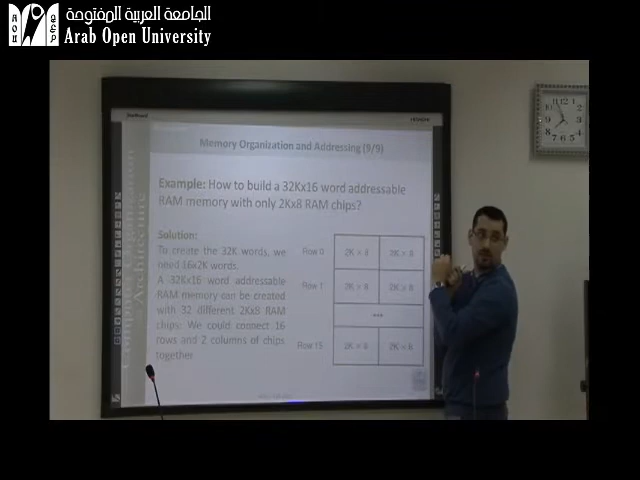 الجامعة العربية المفتوحة
Arab Open University
Memory Organization and Addressing (9/9)
Example: How to build a 32Kx16 word addressable
RAM memory with only 2Kx8 RAM chips?
Solution:
To create the 32K words, we
need 16x2K words.
A 32Kx16 word addressable
RAM memory can be created
with 32 different 2Kx8 RAM
chips: We could connect 16
rows and 2 columns of chips
together
Row 0 2K × 8 2K × 8
Row 1 2K × 8 2K × 8
...
Row 15 2K × 8 2K × 8
Computer Organization
& Architecture